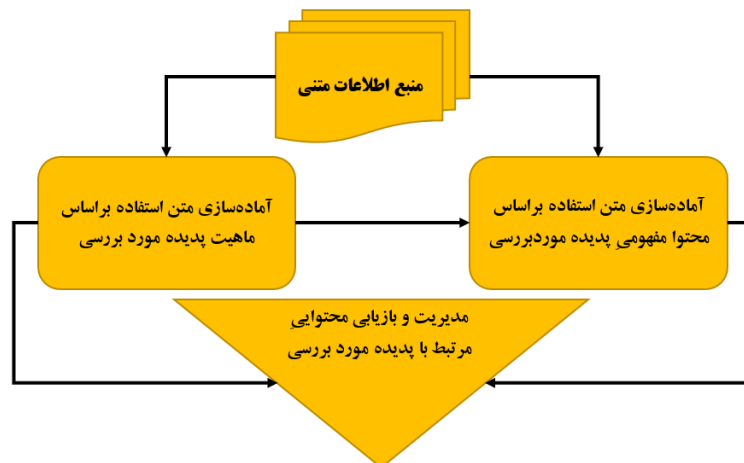 منبع اطلاعات متنی
آماده‌سازی متن استفاده براساس
محتوا مفهومیِ پدیده موردبررسی
آماده‌سازی متن استفاده براساس
ماهیت پدیده مورد بررسی
مدیریت و بازیابی محتواییِ
مرتبط با پدیده مورد بررسی